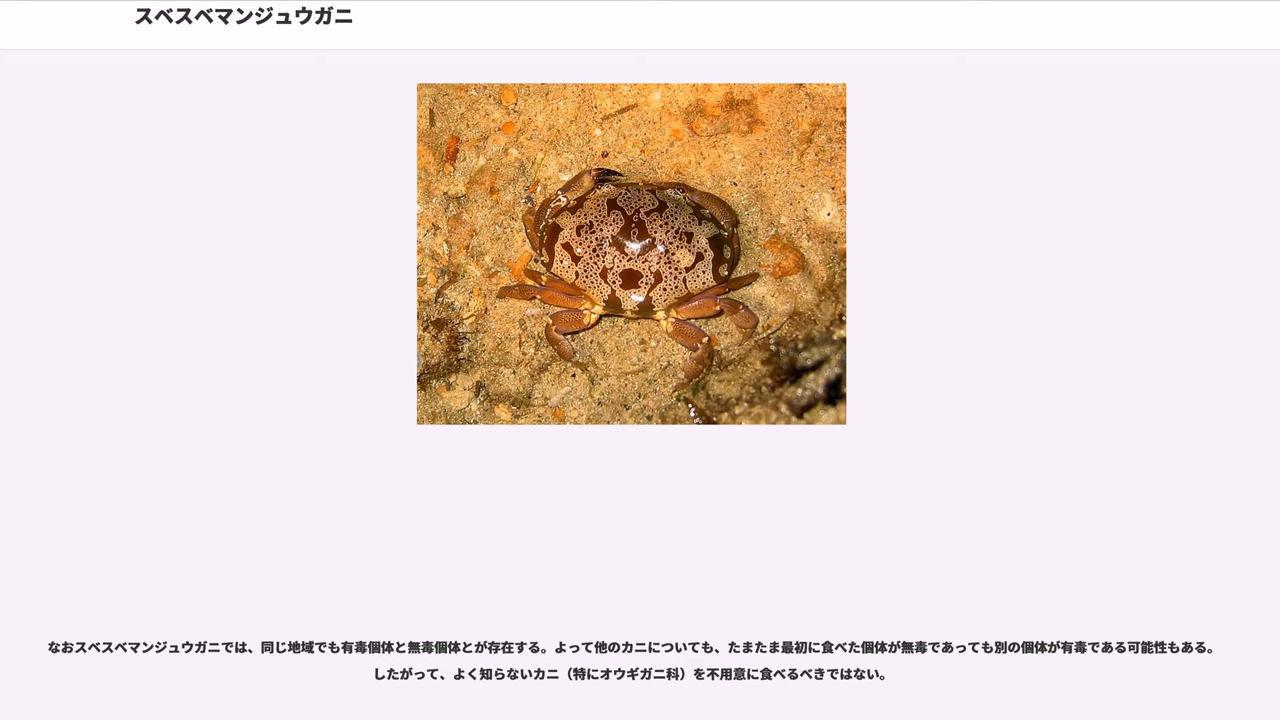 スベスベマンジュウガニ
なおスベスベマンジュウガニでは、同じ地域でも有毒個体と無毒個体とが存在する。よって他のカニについても、たまたま最初に食べた個体が無毒であっても別の個体が有毒である可能性もある。
したがって、よく知らないカニ（特にオウギガニ科）を不用意に食べるべきではない。